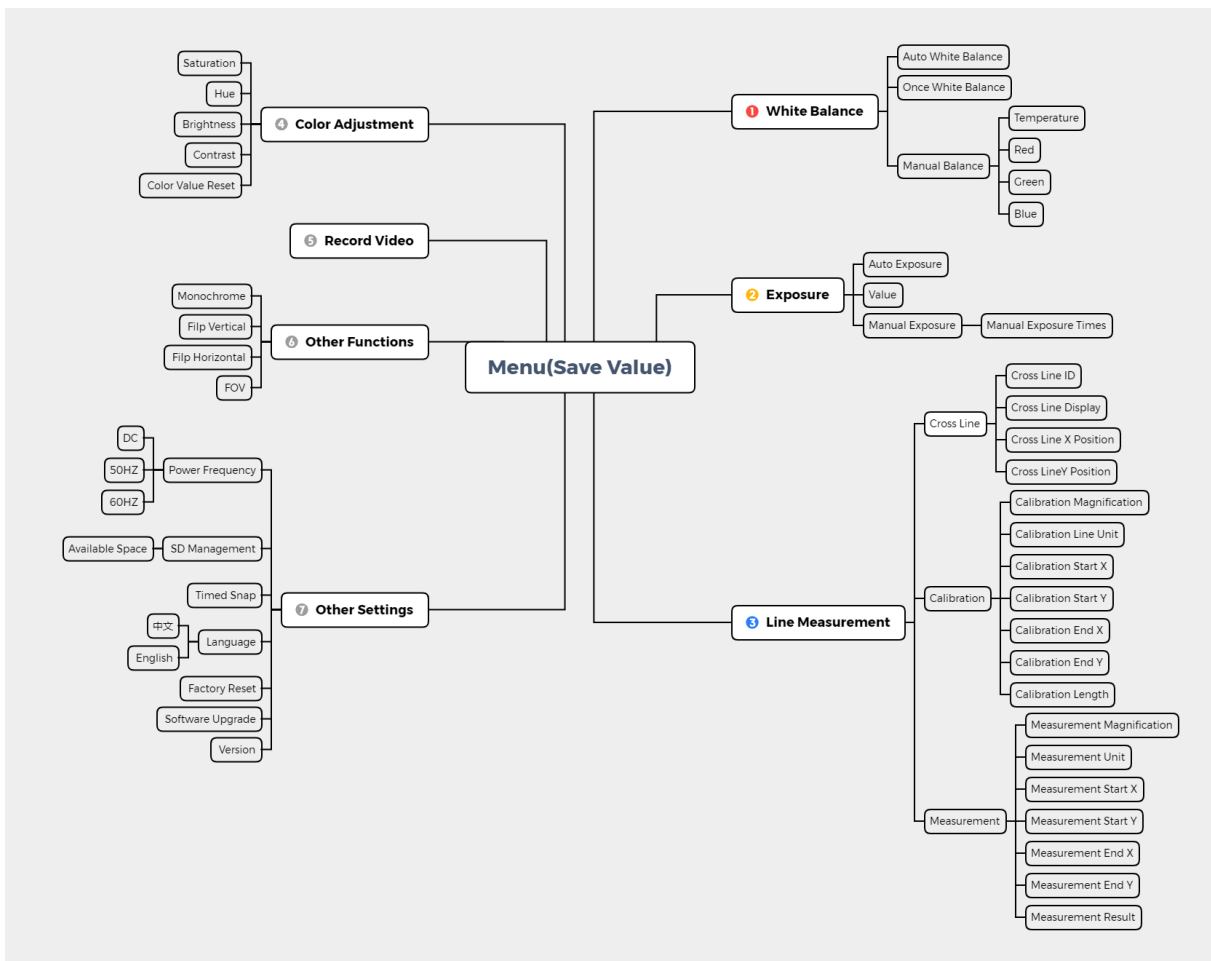 Menu(Save Value)
1 White Balance
Auto White Balance
Once White Balance
Manual Balance
Temperature
Red
Green
Blue
2 Exposure
Auto Exposure
Value
Manual Exposure
Manual Exposure Times
3 Line Measurement
Cross Line
Cross Line ID
Cross Line Display
Cross Line X Position
Cross LineY Position
Calibration
Calibration Magnification
Calibration Line Unit
Calibration Start X
Calibration Start Y
Calibration End X
Calibration End Y
Calibration Length
Measurement
Measurement Magnification
Measurement Unit
Measurement Start X
Measurement Start Y
Measurement End X
Measurement End Y
Measurement Result
4 Color Adjustment
Saturation
Hue
Brightness
Contrast
Color Value Reset
5 Record Video
6 Other Functions
Monochrome
Filp Vertical
Filp Horizontal
FOV
7 Other Settings
Power Frequency
DC
50HZ
60HZ
SD Management
Available Space
Timed Snap
Language
中文
English
Factory Reset
Software Upgrade
Version